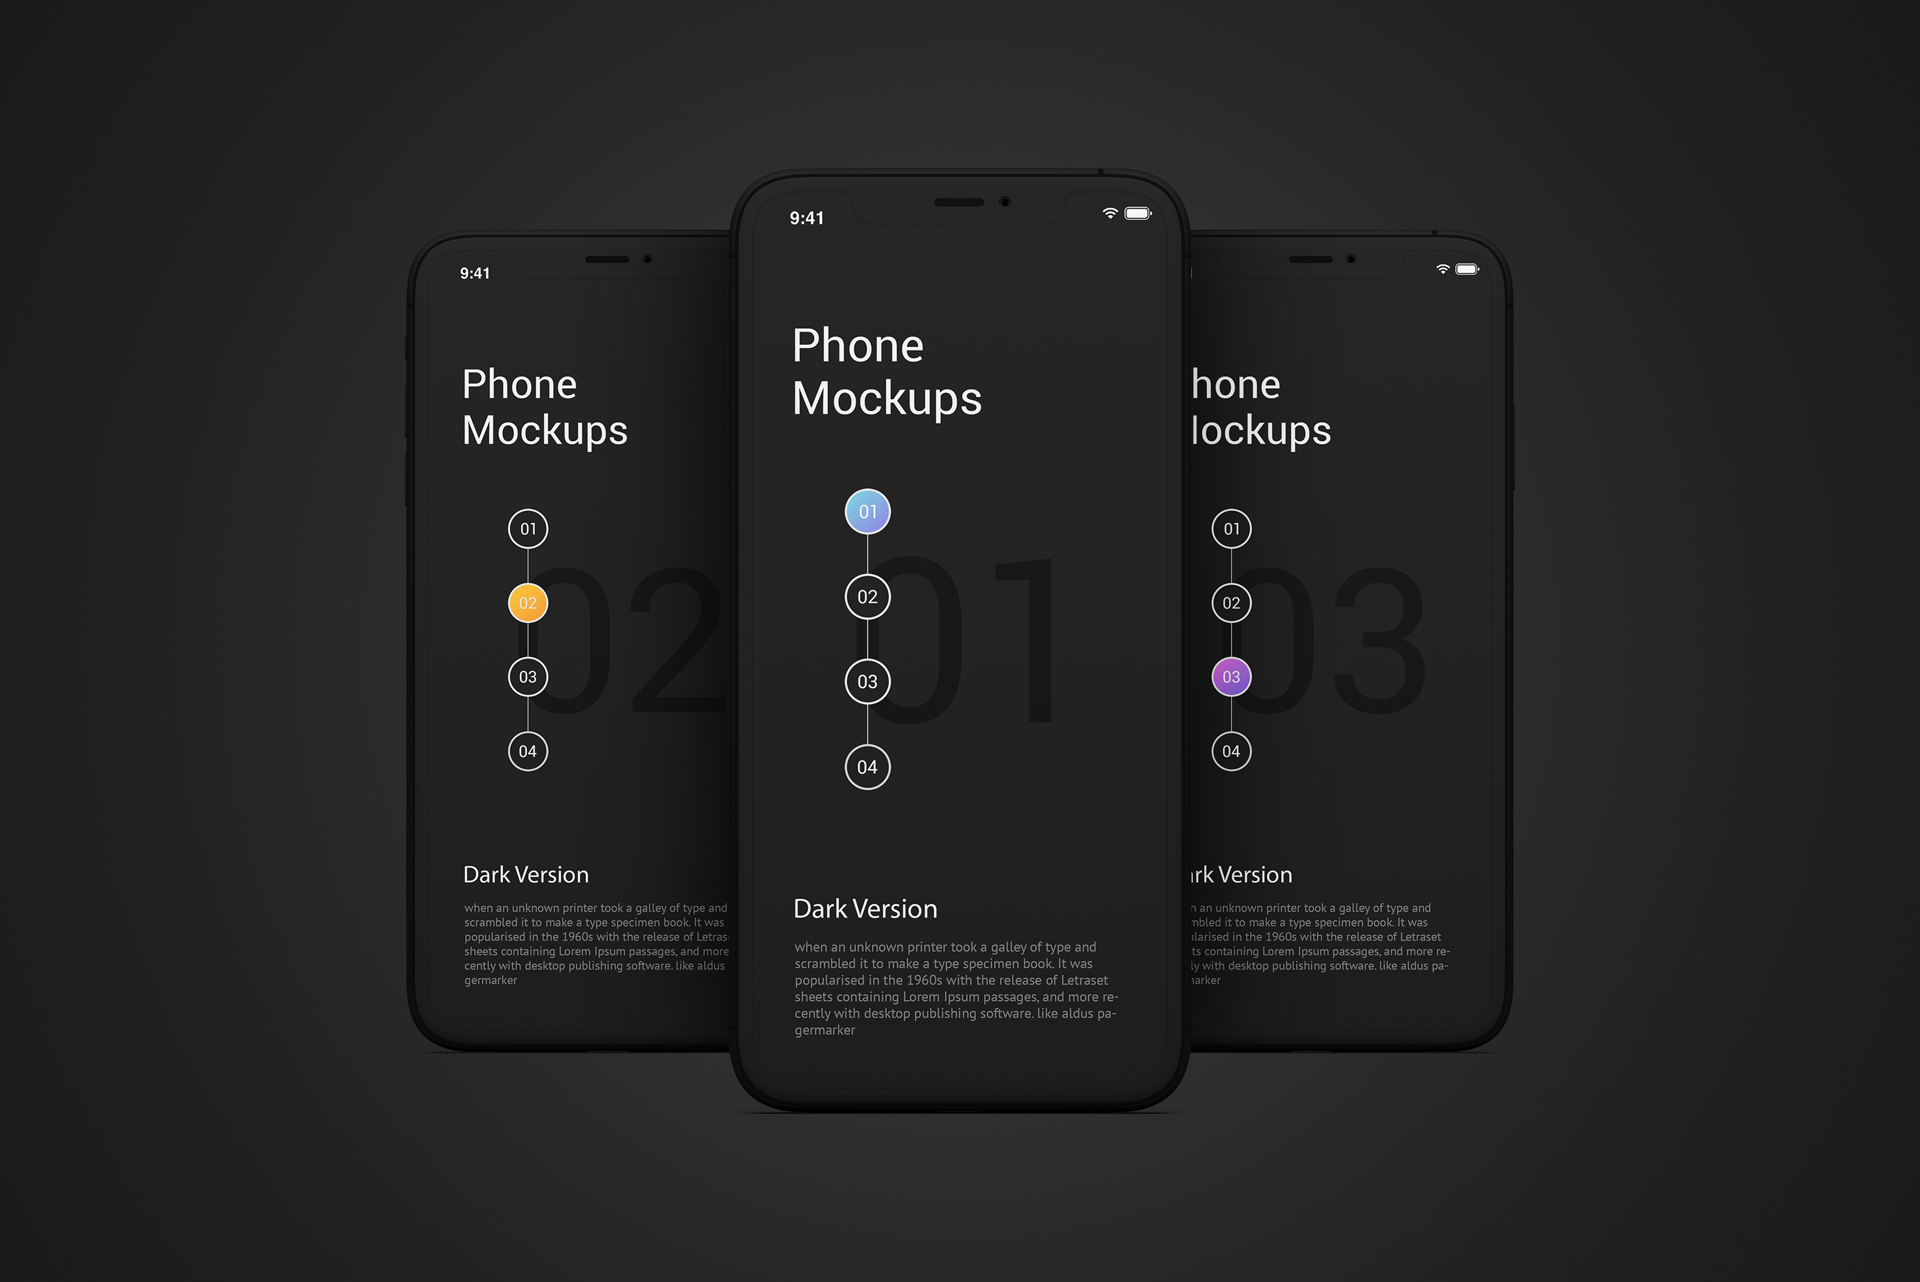 9:41
Phone
Mockups
01
02
03
04
02
Dark Version
when an unknown printer took a galley of type and
scrambled it to make a type specimen book. It was
popularised in the 1960s with the release of Letras
sheets containing Lorem Ipsum passages, and more
cently with desktop publishing software. like aldus
germarker
9:41
Phone
Mockups
01
02
03
04
01
Dark Version
when an unknown printer took a galley of type and
scrambled it to make a type specimen book. It was
popularised in the 1960s with the release of Letraset
sheets containing Lorem Ipsum passages, and more re-
cently with desktop publishing software. like aldus pa-
germarker
hone
ockups
01
02
03
04
03
rk Version
n an unknown printer took a galley of type and
mbled it to make a type specimen book. It was
ularised in the 1960s with the release of Letraset
ts containing Lorem Ipsum passages, and more re-
ly with desktop publishing software. like aldus pa-
arker